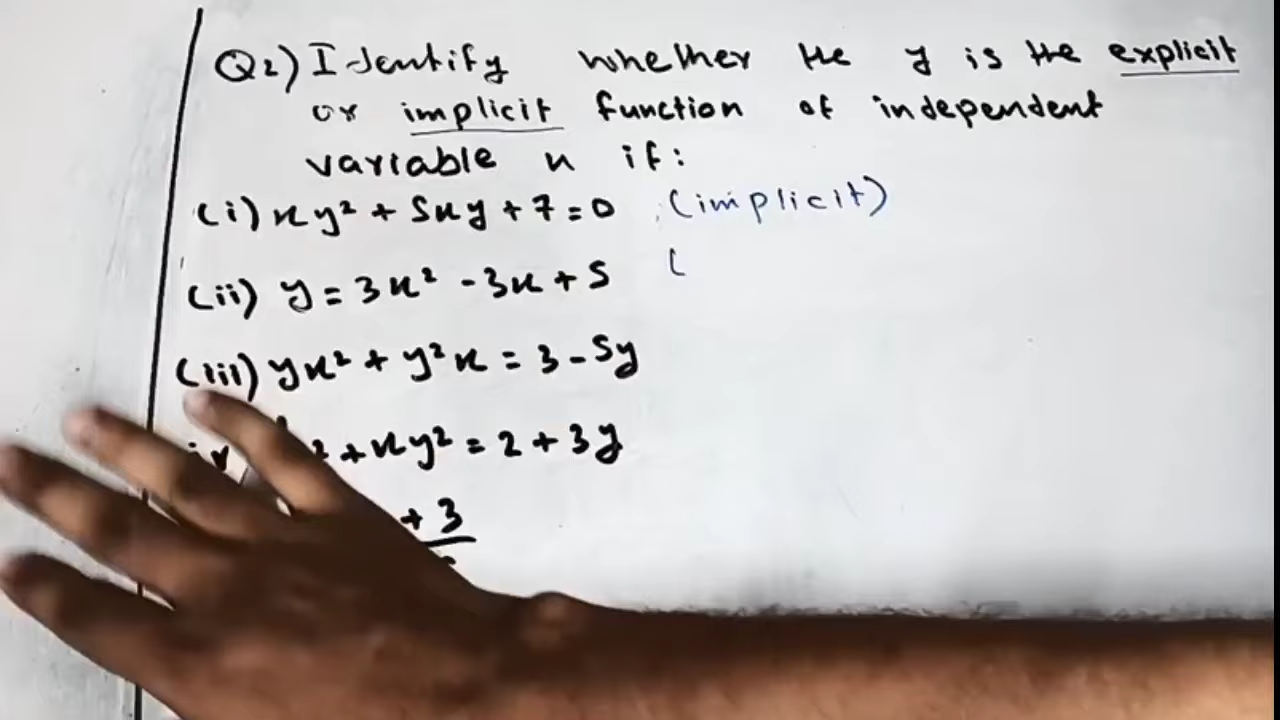 Q2) Identify whether the y is the explicit
or implicit function of independent
variable x if:
(i) xy² + 5xy + 7 = 0 (implicit)
(ii) y = 3x² - 3x + 5 (
(iii) yx² + y²x = 3 - 5y
² + xy² = 2 + 3y
+ 3